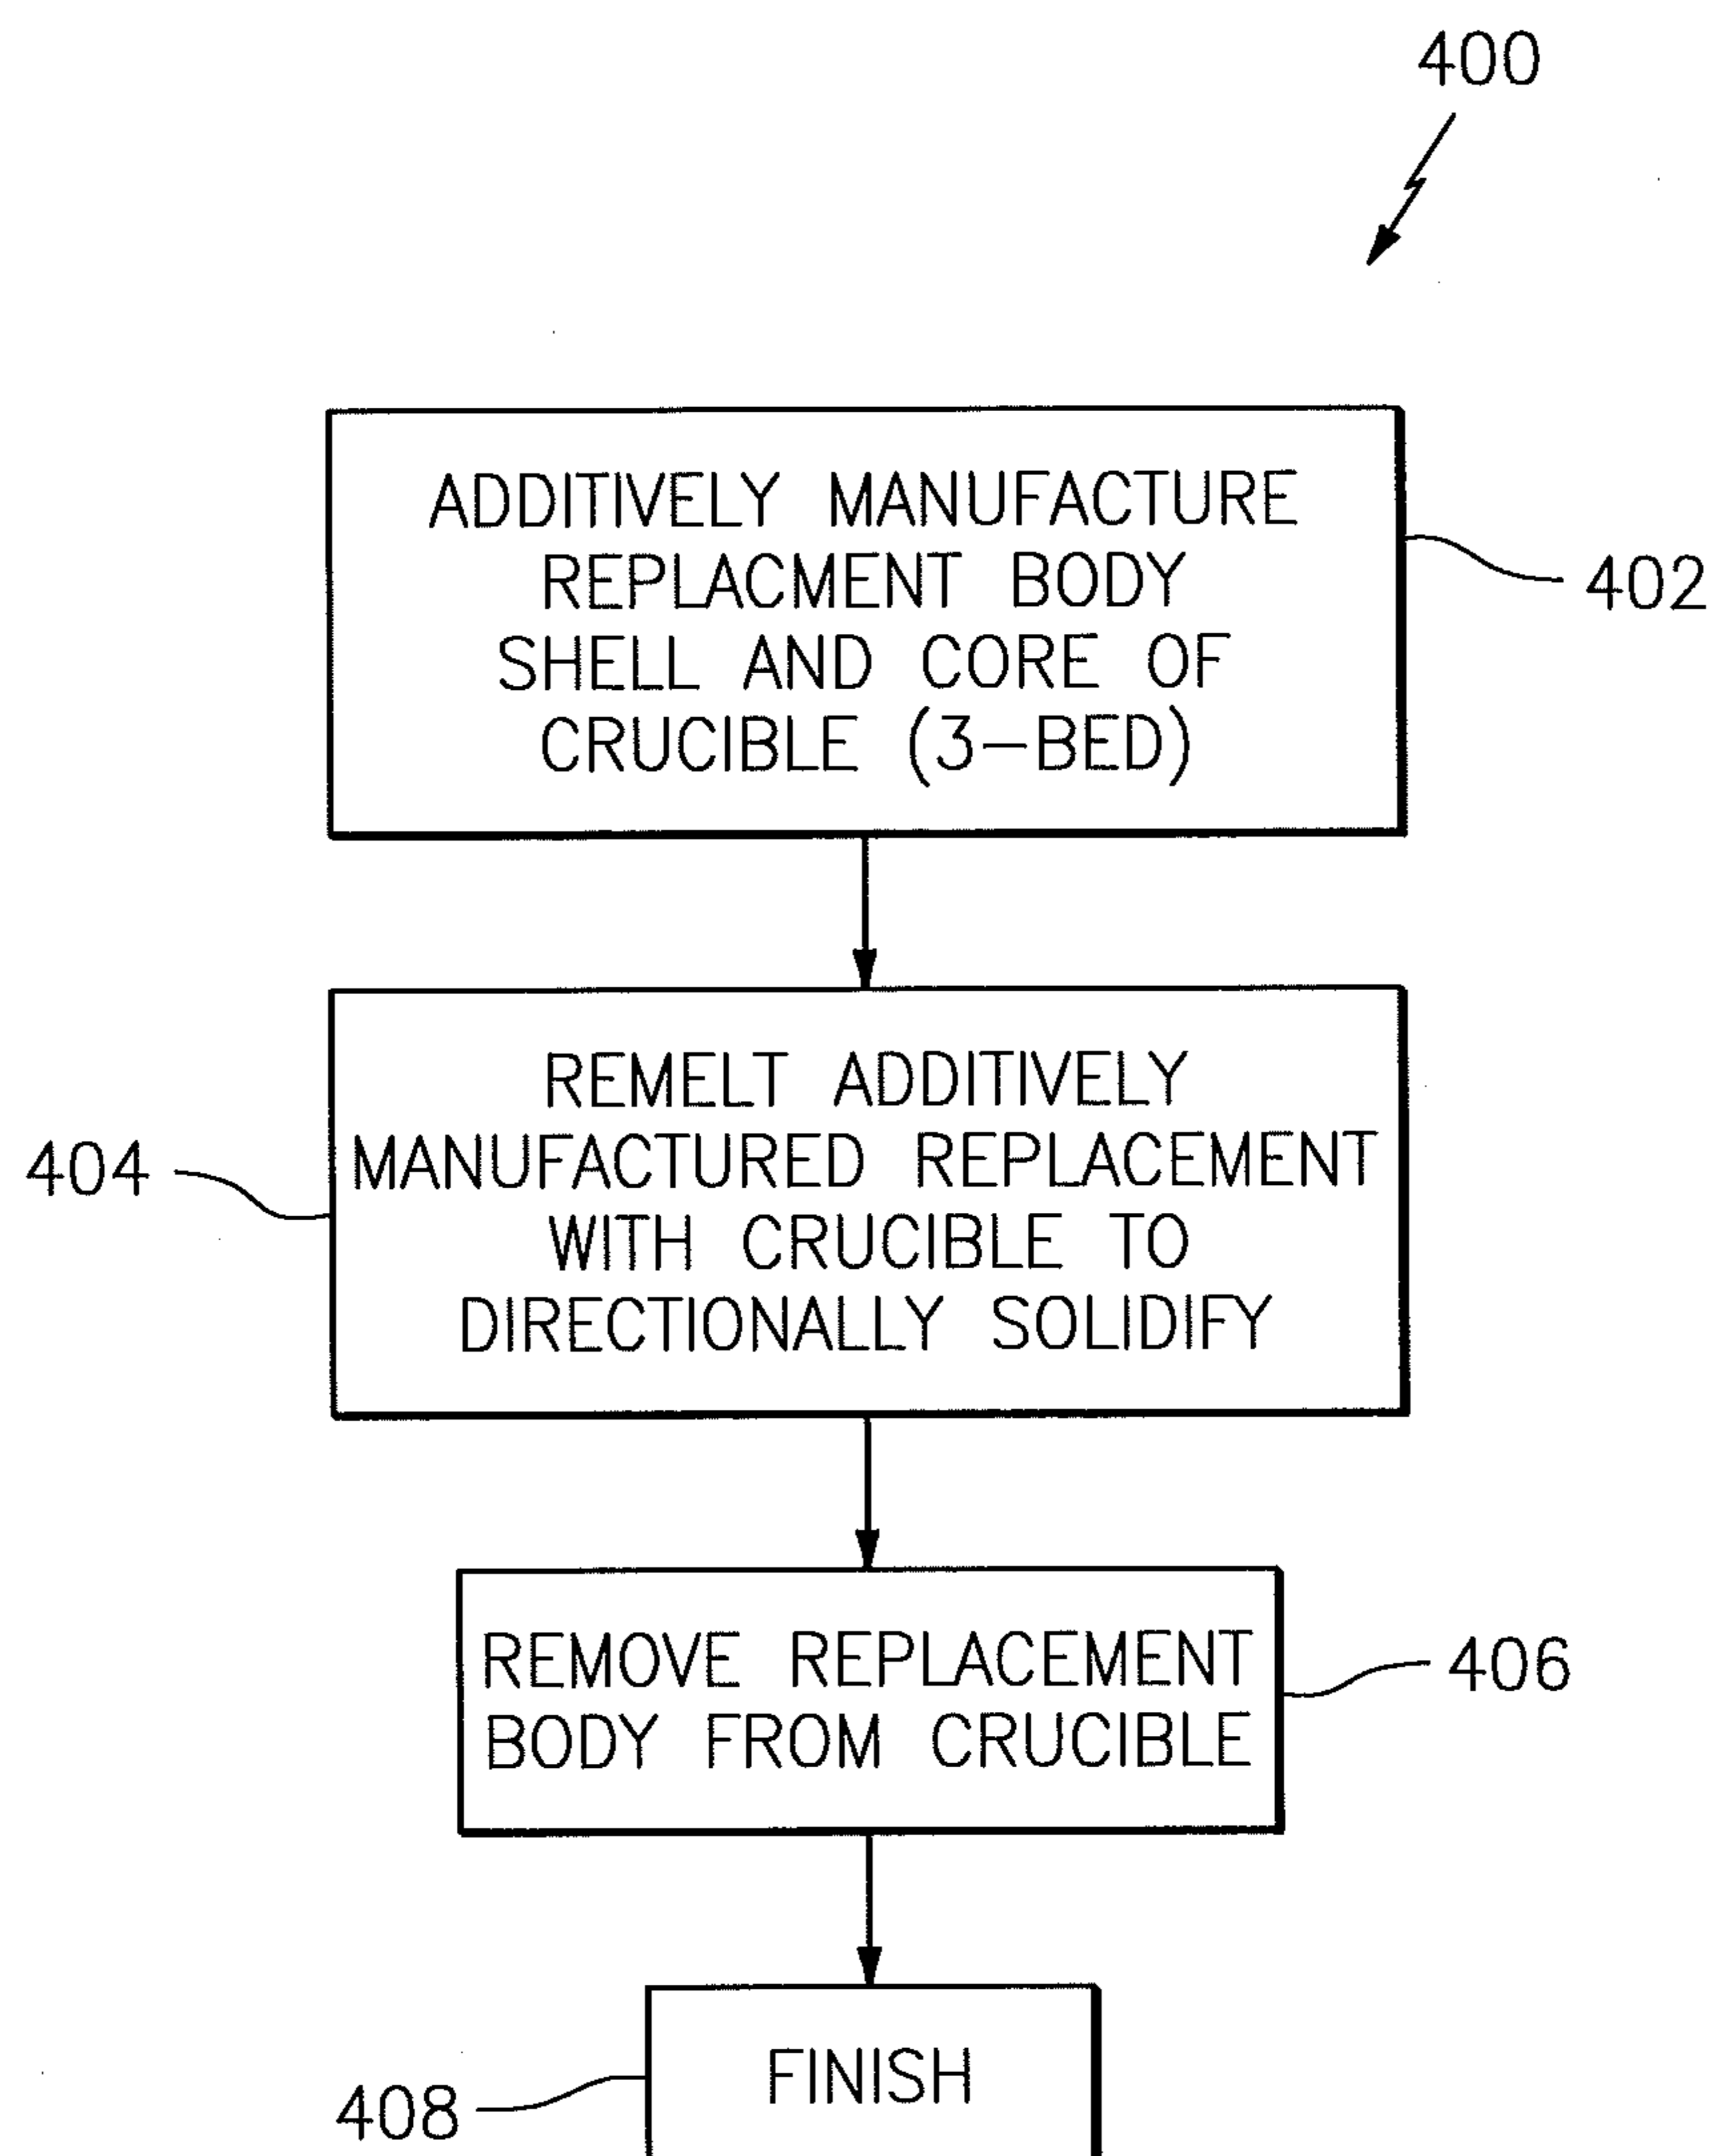 400
ADDITIVELY MANUFACTURE
REPLACMENT BODY
SHELL AND CORE OF
CRUCIBLE (3-BED)
402
REMELT ADDITIVELY
MANUFACTURED REPLACEMENT
WITH CRUCIBLE TO
DIRECTIONALLY SOLIDIFY
404
REMOVE REPLACEMENT
BODY FROM CRUCIBLE
406
FINISH
408